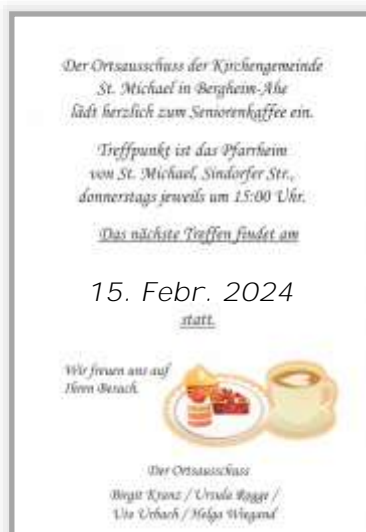 Der Ortsausschuss der Kirchengemeinde
St. Michael in Bergheim-Ahe
lädt herzlich zum Seniorenkaffee ein.
Treffpunkt ist das Pfarrheim
von St. Michael, Sindorfer Str.,
donnerstags jeweils um 15:00 Uhr.
Das nächste Treffen findet am
15. Febr. 2024
statt.
Wir freuen uns auf
Ihren Besuch.
Der Ortsausschuss
Birgit Kranz / Ursula Rogge /
Uta Urbach / Helga Wiegand